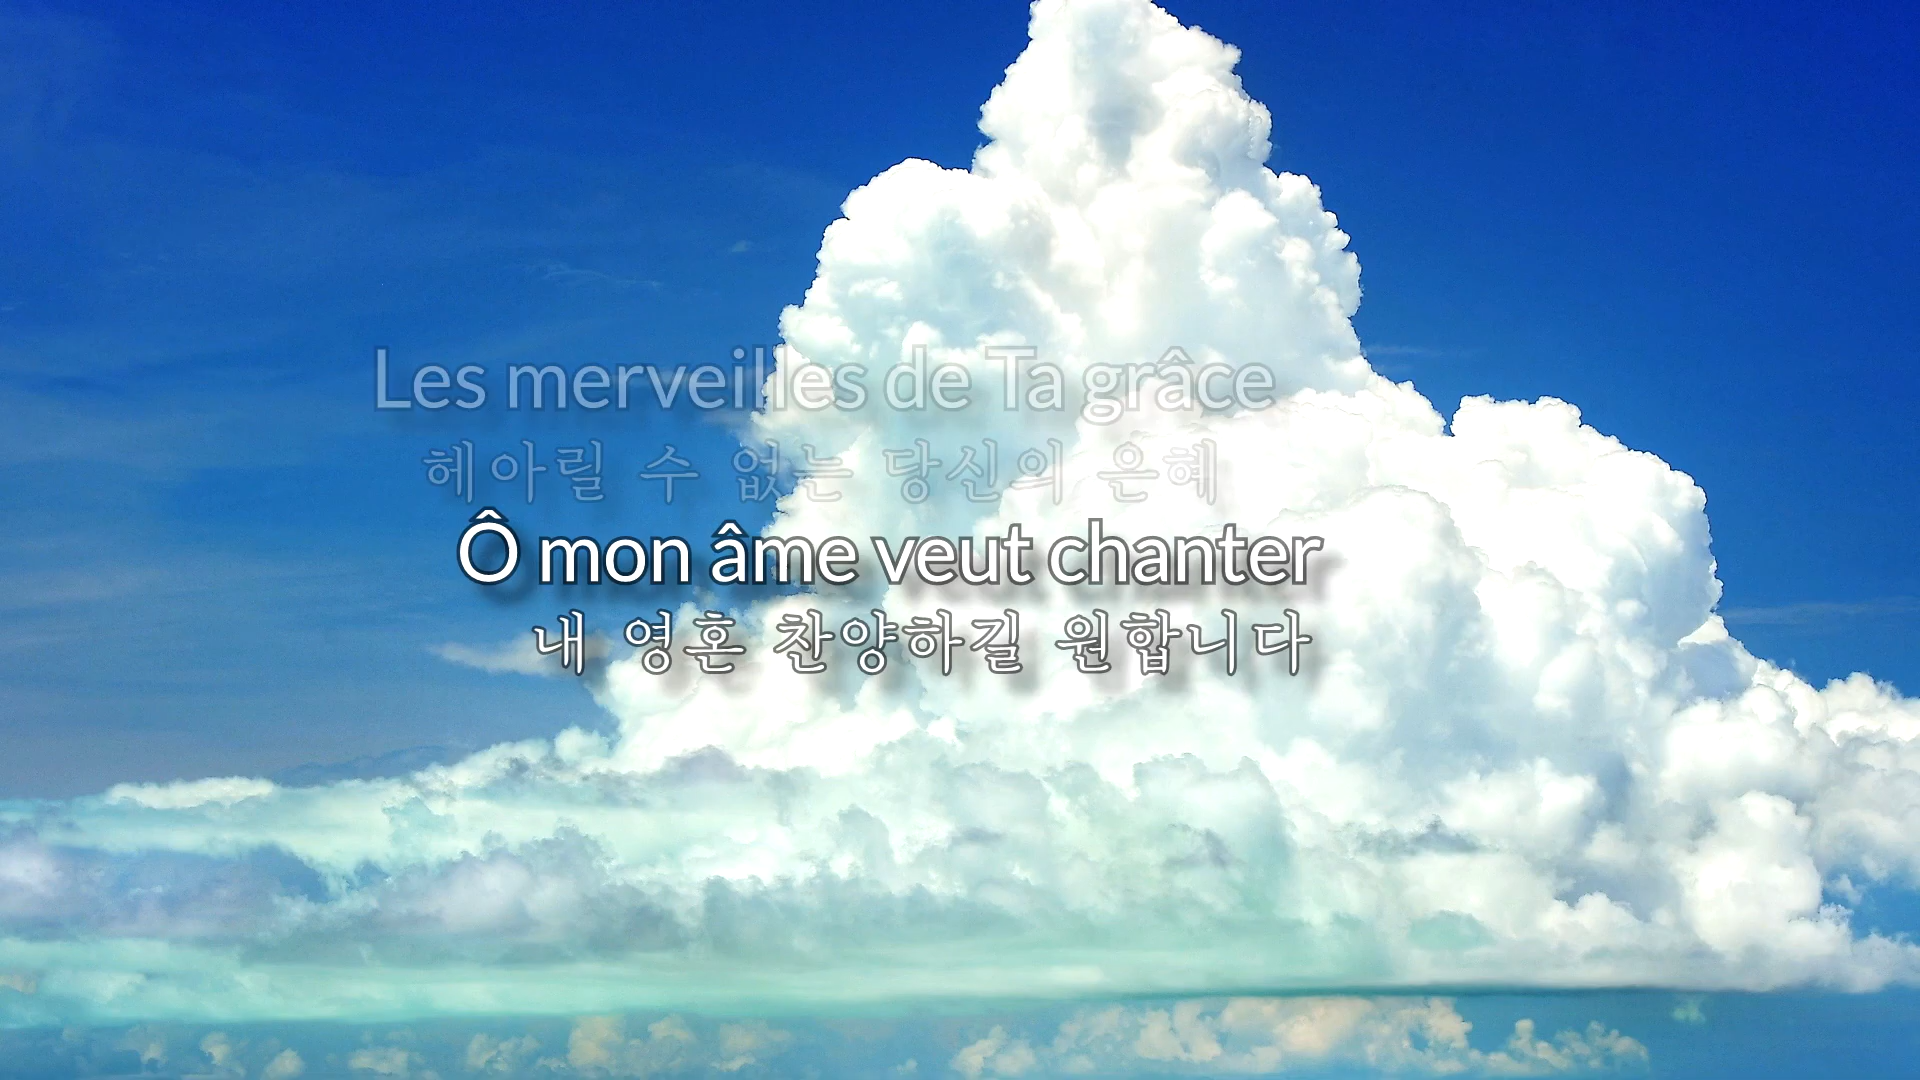 Les merveilles de Ta grâce
헤아릴 수 없는 당신의 은혜
Ô mon âme veut chanter
내 영혼 찬양하길 원합니다